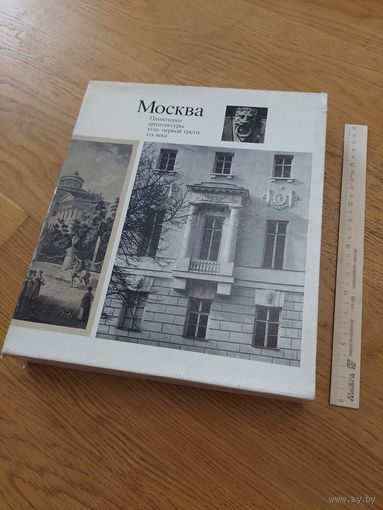 Москва
Памятники
архитектуры
XVIII - первой трети
XIX века
www.ay.by